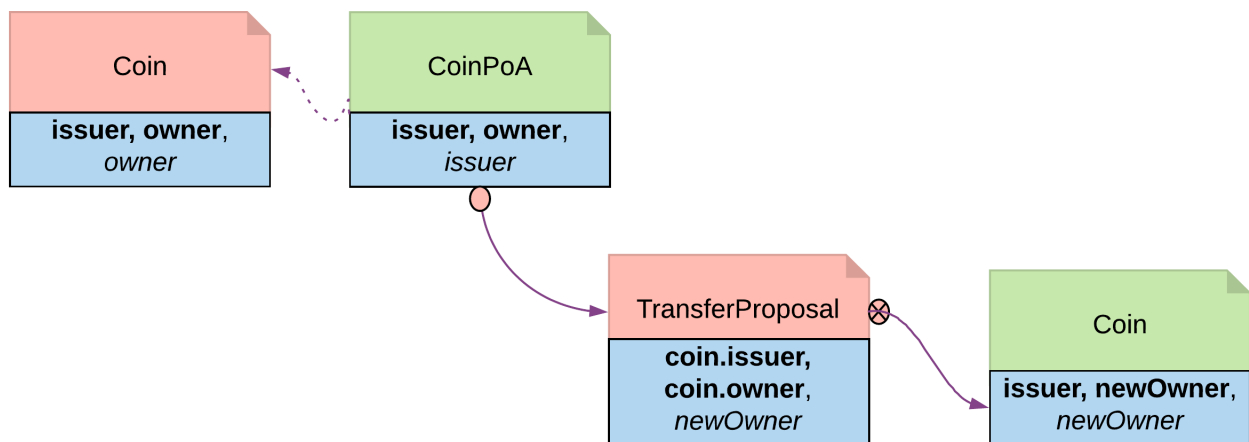 Coin
issuer, owner,
owner
CoinPoA
issuer, owner,
issuer
TransferProposal
coin.issuer,
coin.owner,
newOwner
Coin
issuer, newOwner,
newOwner